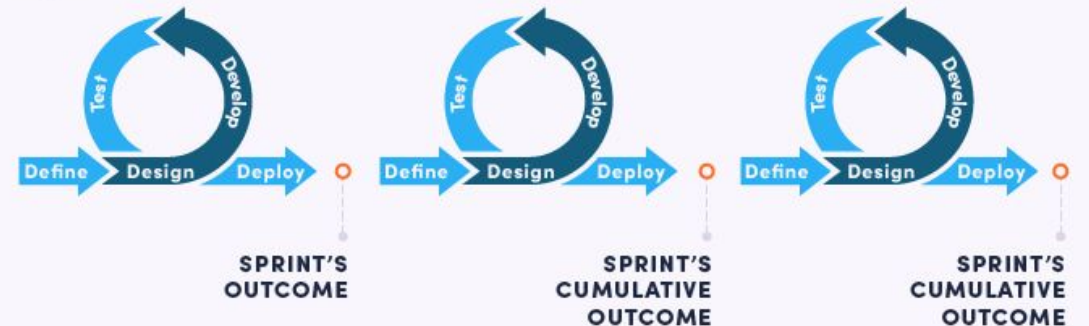 Test
Develop
Define
Design
Deploy
SPRINT'S
OUTCOME
Test
Develop
Define
Design
Deploy
SPRINT'S
CUMULATIVE
OUTCOME
Test
Develop
Define
Design
Deploy
SPRINT'S
CUMULATIVE
OUTCOME